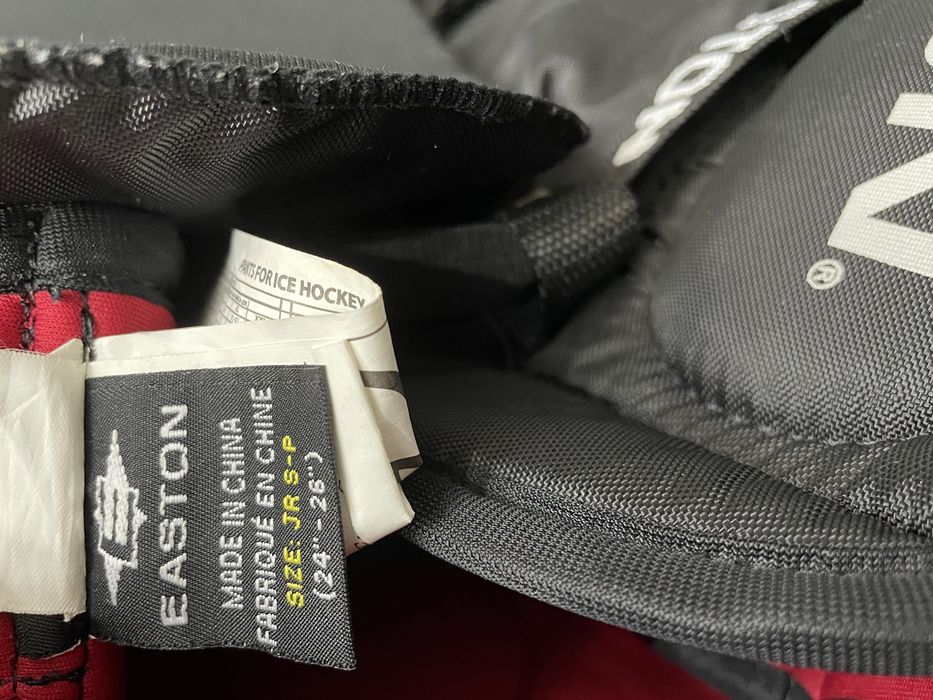 PANTS FOR ICE HOCKEY
EASTON
MADE IN CHINA
FABRIQUÉ EN CHINE
SIZE: JR S-P
(24"-26")
N
®